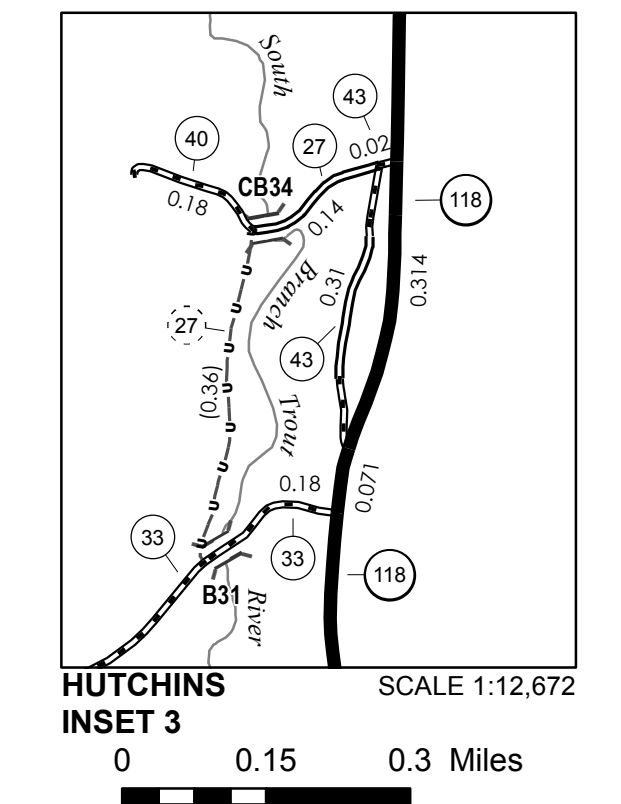 South
43
40
27
0.02
CB34
118
0.18
0.14
Branch
0.31
0.314
27
43
(0.36)
Trout
0.18
0.071
33
33
118
B31
River
HUTCHINS
INSET 3
SCALE 1:12,672
0 0.15 0.3 Miles